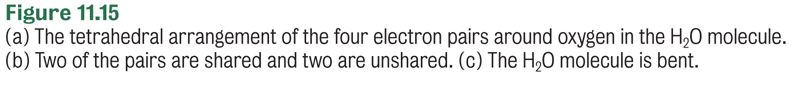 Figure 11.15
(a) The tetrahedral arrangement of the four electron pairs around oxygen in the H₂O molecule.
(b) Two of the pairs are shared and two are unshared. (c) The H₂O molecule is bent.